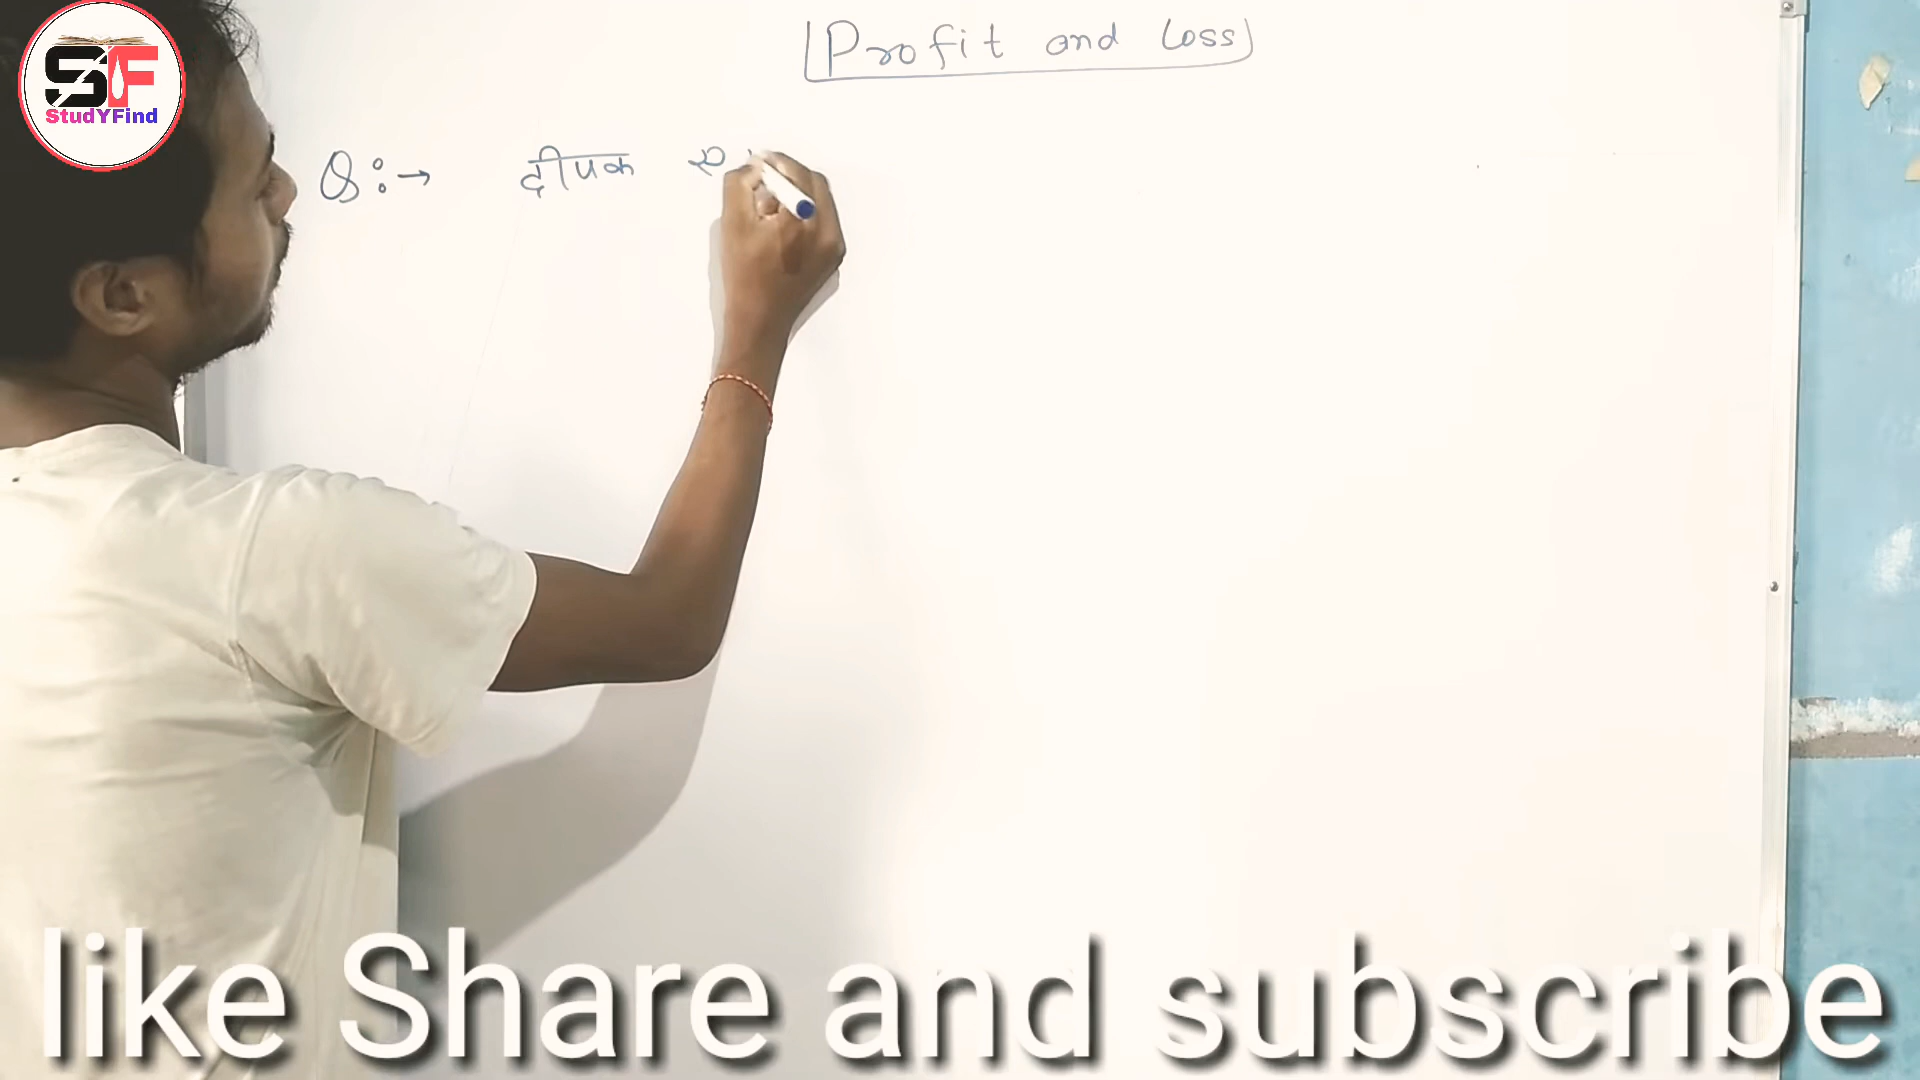 SF
StudYFind
Profit and Loss
Q:→ दीपक
like Share and subscribe